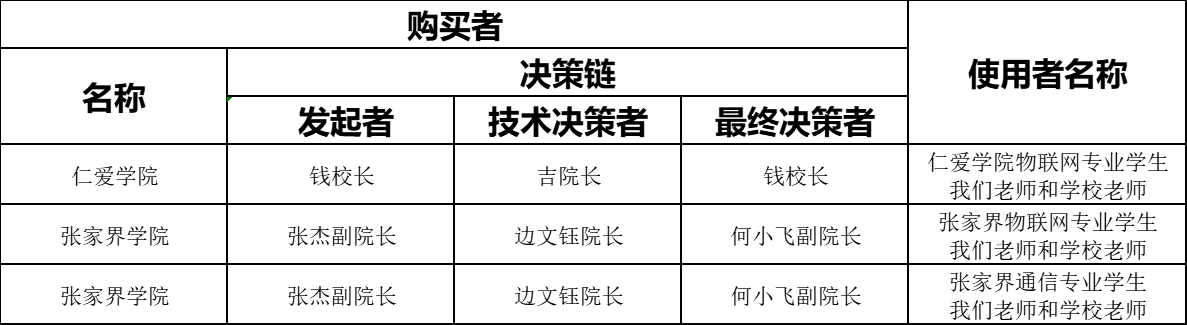 购买者
使用者名称
名称
决策链
发起者
技术决策者
最终决策者
仁爱学院
钱校长
吉院长
钱校长
仁爱学院物联网专业学生
我们老师和学校老师
张家界学院
张杰副院长
边文钰院长
何小飞副院长
张家界物联网专业学生
我们老师和学校老师
张家界学院
张杰副院长
边文钰院长
何小飞副院长
张家界通信专业学生
我们老师和学校老师